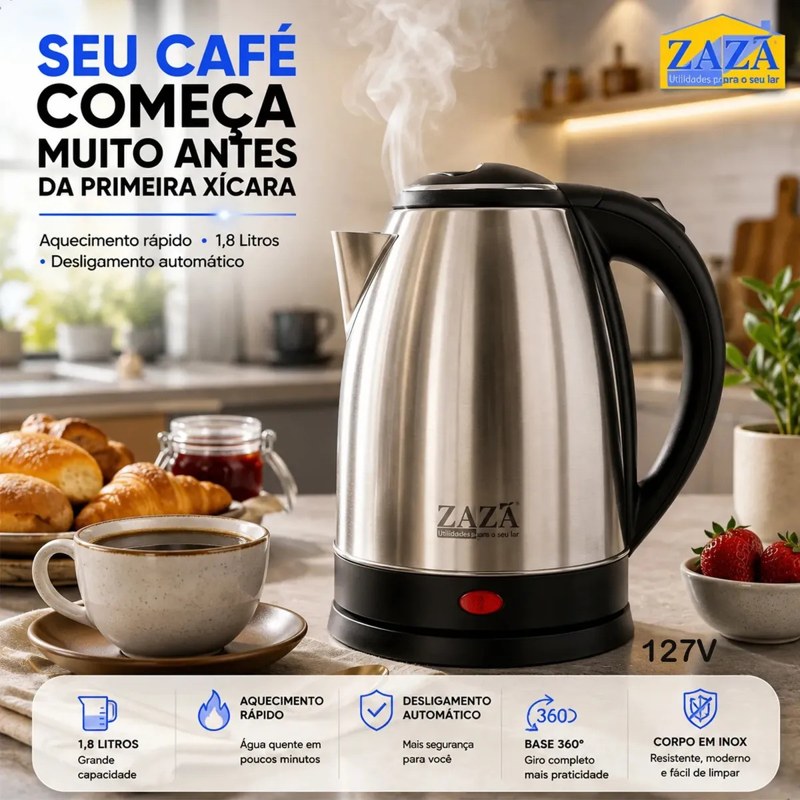 SEU CAFÉ
COMEÇA
MUITO ANTES
DA PRIMEIRA XÍCARA
Aquecimento rápido • 1,8 Litros
• Desligamento automático
ZAZÁ
Utilidades para o seu lar
ZAZÁ
Utilidades para o seu lar
127V
1,8 LITROS
Grande
capacidade
AQUECIMENTO
RÁPIDO
Água quente em
poucos minutos
DESLIGAMENTO
AUTOMÁTICO
Mais segurança
para você
360
BASE 360°
Giro completo
mais praticidade
CORPO EM INOX
Resistente, moderno
e fácil de limpar